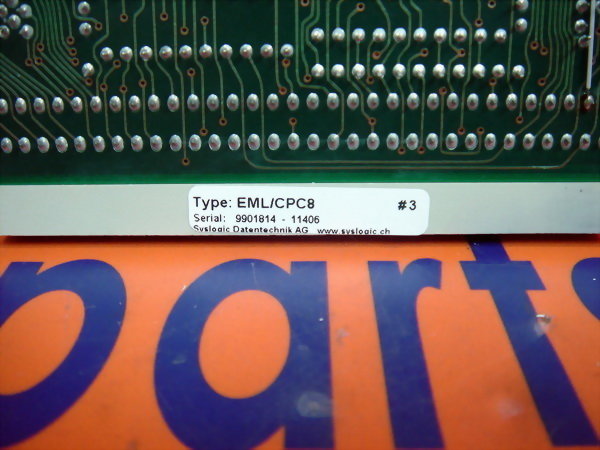 Type: EML/CPC8 #3
Serial: 9901814 - 11406
Syslogic Datentechnik AG www.syslogic.ch
parts